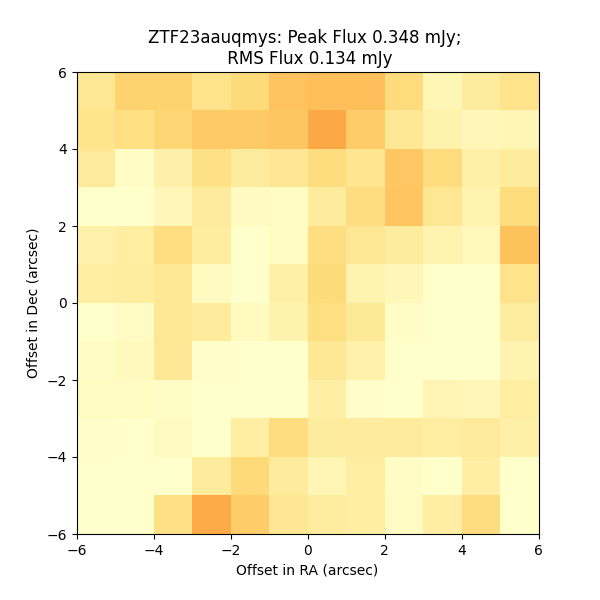 ZTF23aauqmys: Peak Flux 0.348 mJy;
RMS Flux 0.134 mJy
6
4
2
0
−2
−4
−6
Offset in Dec (arcsec)
−6 −4 −2 0 2 4 6
Offset in RA (arcsec)